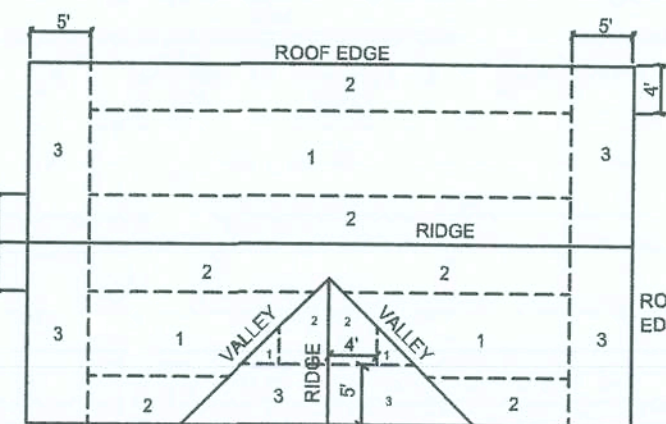 5' 5'
ROOF EDGE
2
4'
3 1 3
2
RIDGE
2 2
3 1 VALLEY 2 RIDGE 2 VALLEY 1 3
4'
1 1
2 3 5' 3 2